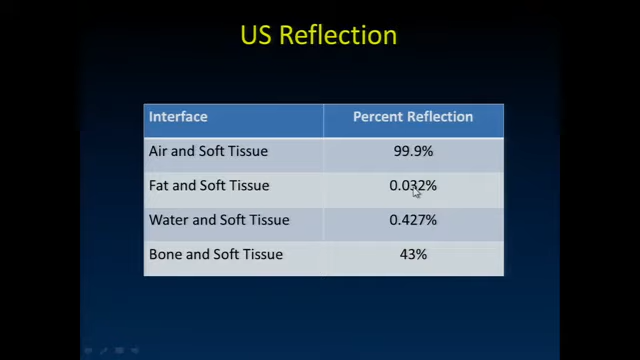 US Reflection
Interface Percent Reflection
Air and Soft Tissue 99.9%
Fat and Soft Tissue 0.032%
Water and Soft Tissue 0.427%
Bone and Soft Tissue 43%